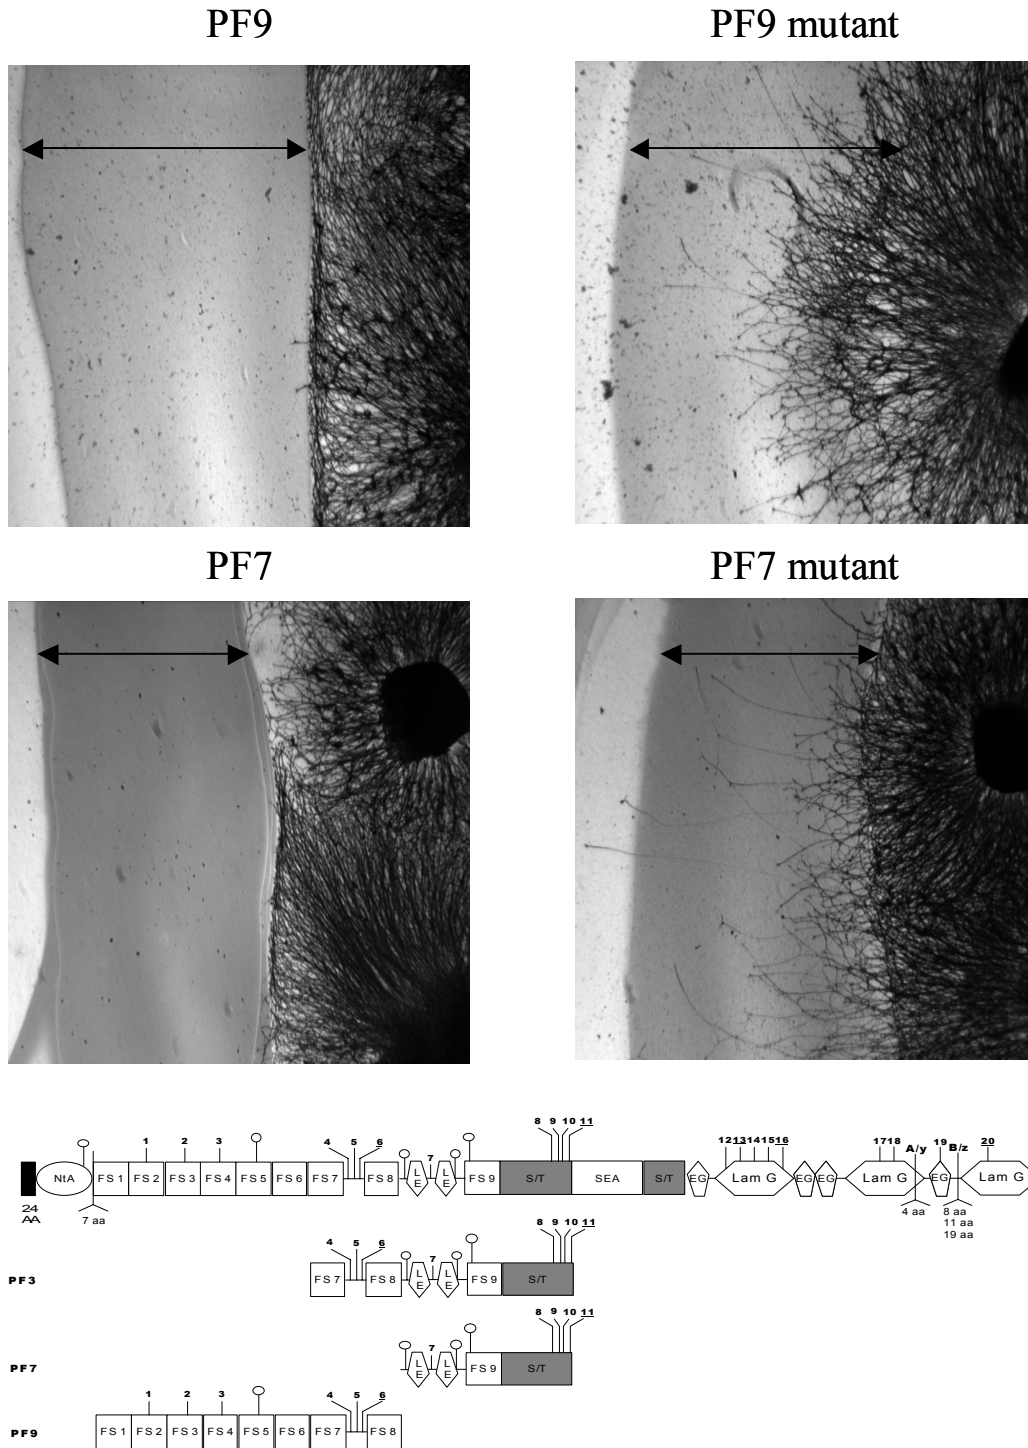 PF9 PF9 mutant
PF7 PF7 mutant
8 9 10 11
1 2 3 4 5 6 7 12 13 14 15 16 17 18 A/y 19 B/z 20
NtA FS 1 FS 2 FS 3 FS 4 FS 5 FS 6 FS 7 FS 8 L E L E FS 9 S/T SEA S/T EG Lam G EG EG Lam G EG Lam G
24 AA 7 aa 4 aa 8 aa
11 aa
19 aa
4 5 6 7 8 9 10 11
PF3 FS 7 FS 8 L E L E FS 9 S/T
7 8 9 10 11
PF7 L E L E FS 9 S/T
1 2 3 4 5 6
PF9 FS 1 FS 2 FS 3 FS 4 FS 5 FS 6 FS 7 FS 8